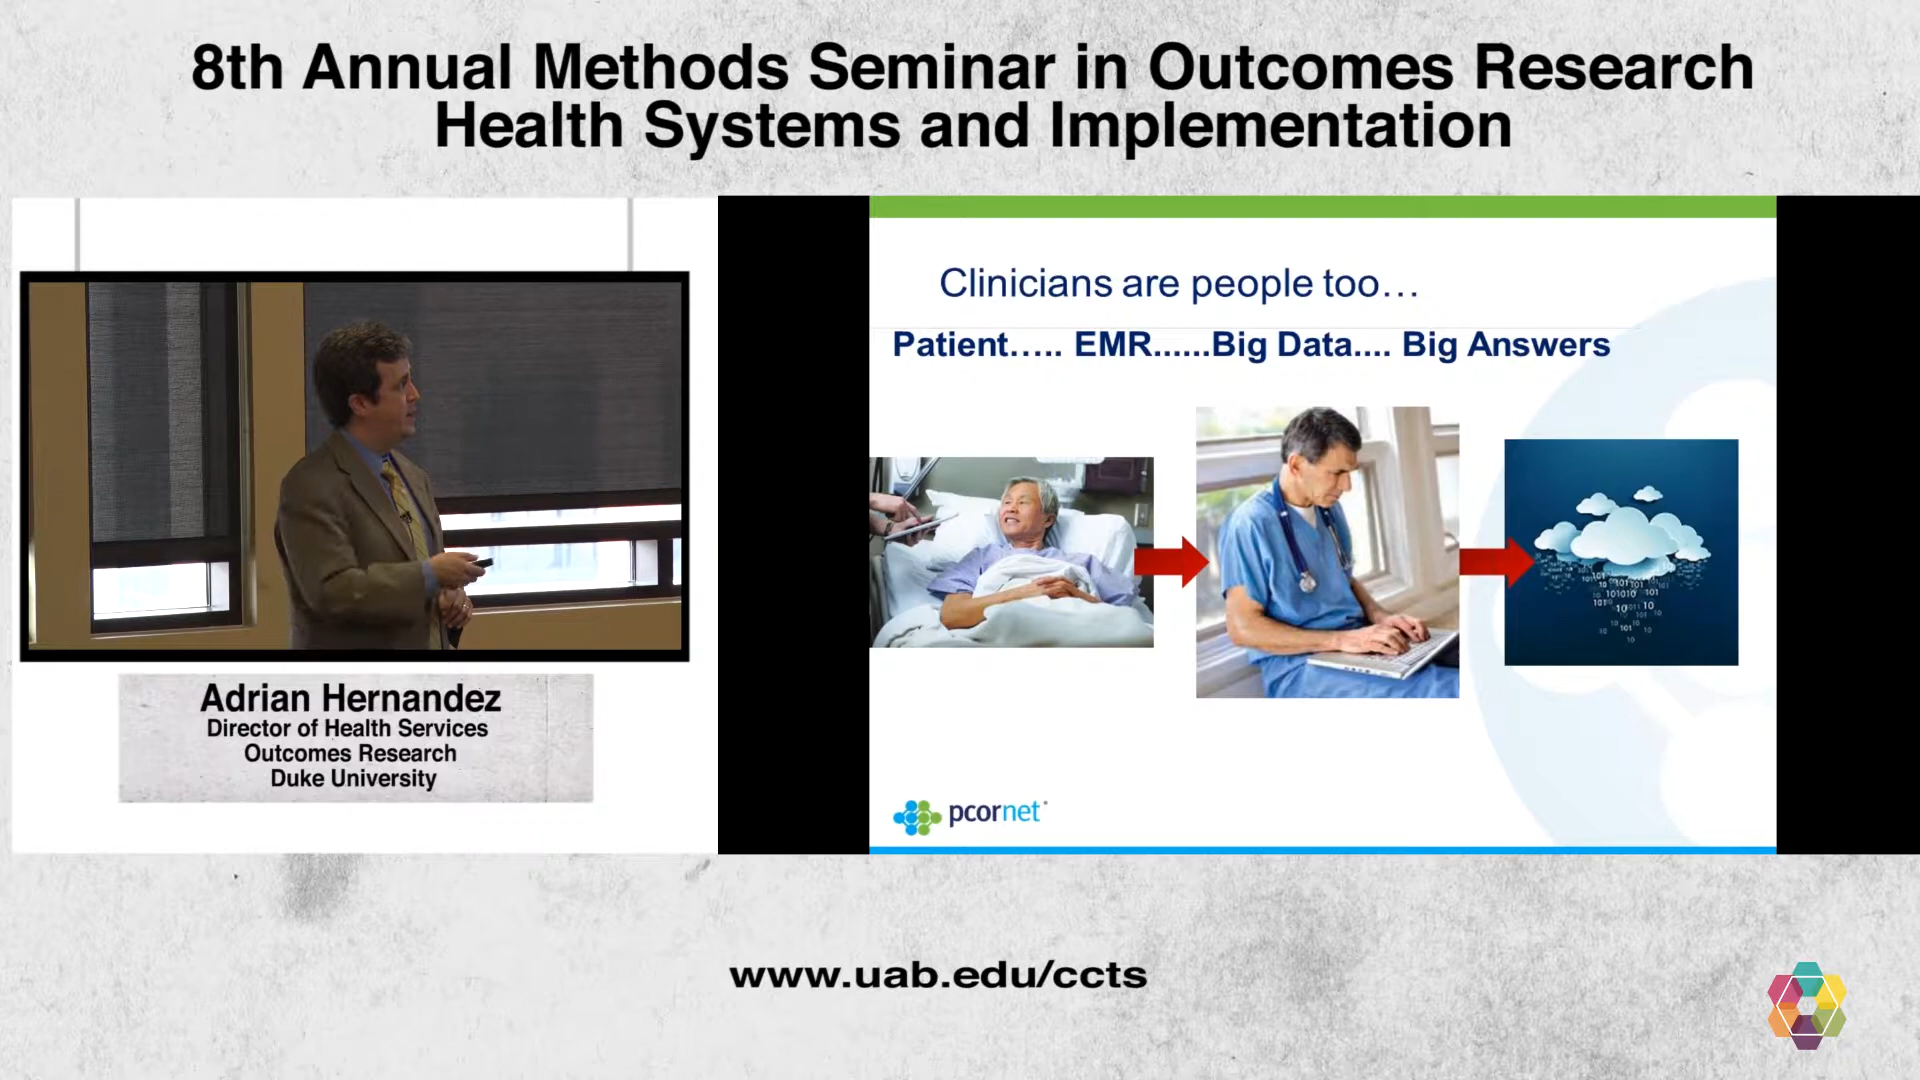 8th Annual Methods Seminar in Outcomes Research
Health Systems and Implementation
Clinicians are people too…
Patient….. EMR......Big Data.... Big Answers
pcornet
Adrian Hernandez
Director of Health Services
Outcomes Research
Duke University
www.uab.edu/ccts